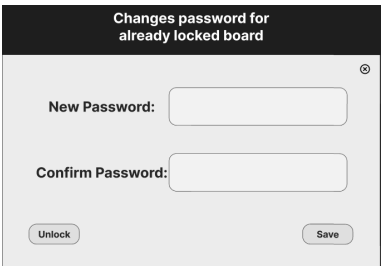 Changes password for
already locked board
New Password:
Confirm Password:
Unlock
Save